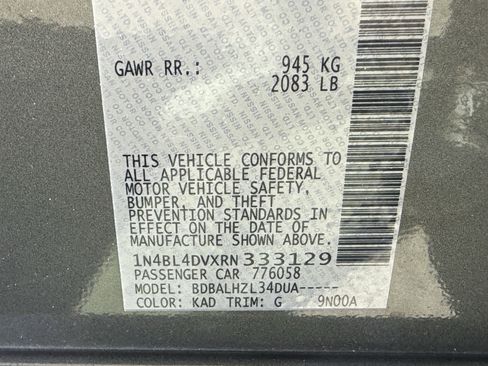 GAWR RR.: 945 KG
2083 LB
THIS VEHICLE CONFORMS TO
ALL APPLICABLE FEDERAL
MOTOR VEHICLE SAFETY,
BUMPER, AND THEFT
PREVENTION STANDARDS IN
EFFECT ON THE DATE OF
MANUFACTURE SHOWN ABOVE.
1N4BL4DVXRN333129
PASSENGER CAR 776058
MODEL: BDBALHZL34DUA-----
COLOR: KAD TRIM: G 9N00A